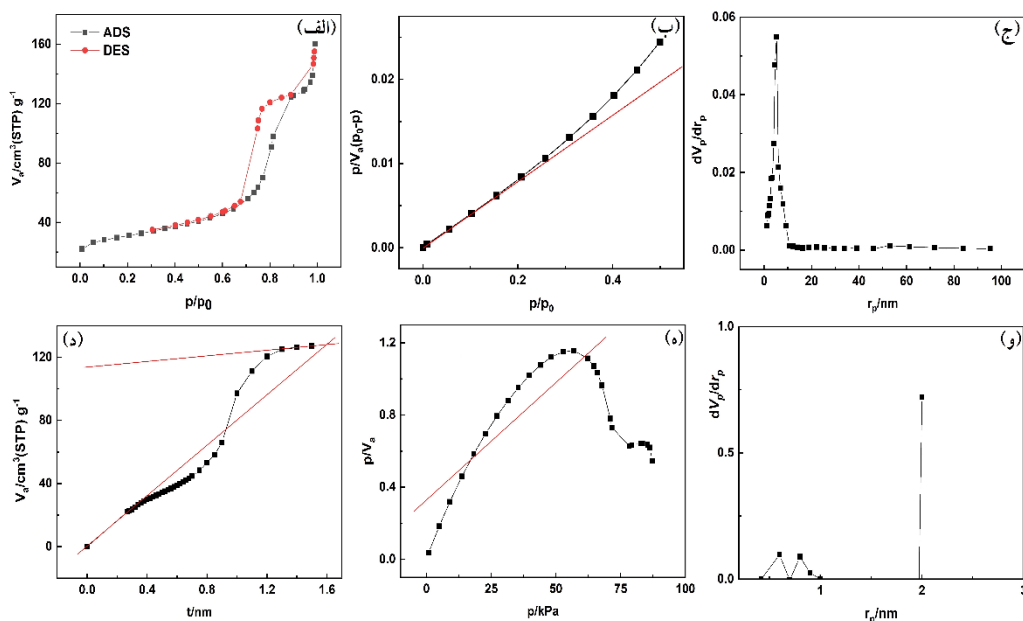 (الف)
ADS
DES
160
120
80
40
Vₐ/cm³(STP) g⁻¹
0.0 0.2 0.4 0.6 0.8 1.0
p/p₀
(ب)
0.02
0.01
0.00
p/Vₐ(p₀-p)
0.0 0.2 0.4
p/p₀
(ج)
0.06
0.04
0.02
0.00
dVₚ/drₚ
0 20 40 60 80 100
rₚ/nm
(د)
120
80
40
0
Vₐ/cm³(STP) g⁻¹
0.0 0.4 0.8 1.2 1.6
t/nm
(ه)
1.2
0.8
0.4
0.0
p/Vₐ
0 25 50 75 100
p/kPa
(و)
1.0
0.5
0.0
dVₚ/drₚ
1 2 3
rₚ/nm